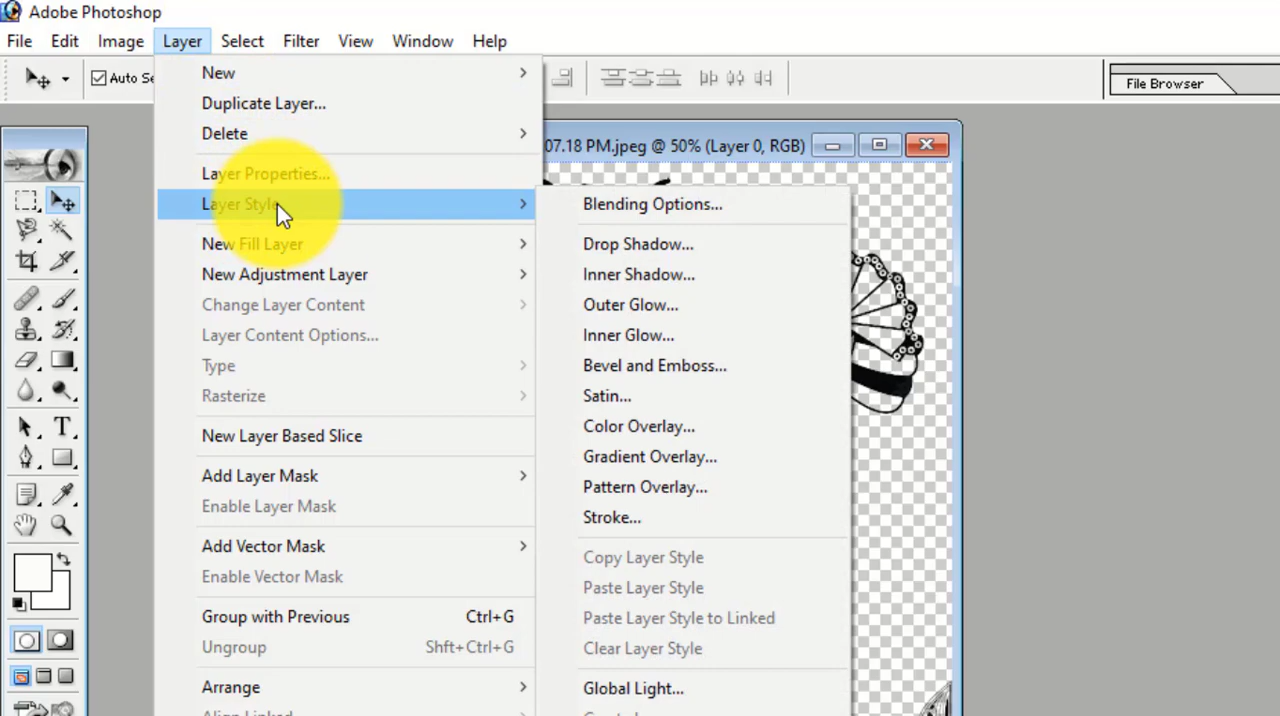 Adobe Photoshop
File Edit Image Layer Select Filter View Window Help
Auto Se
File Browser
07.18 PM.jpeg @ 50% (Layer 0, RGB)
New
Duplicate Layer...
Delete
Layer Properties...
Layer Style
New Fill Layer
New Adjustment Layer
Change Layer Content
Layer Content Options...
Type
Rasterize
New Layer Based Slice
Add Layer Mask
Enable Layer Mask
Add Vector Mask
Enable Vector Mask
Group with Previous Ctrl+G
Ungroup Shft+Ctrl+G
Arrange
Align Linked
Blending Options...
Drop Shadow...
Inner Shadow...
Outer Glow...
Inner Glow...
Bevel and Emboss...
Satin...
Color Overlay...
Gradient Overlay...
Pattern Overlay...
Stroke...
Copy Layer Style
Paste Layer Style
Paste Layer Style to Linked
Clear Layer Style
Global Light...